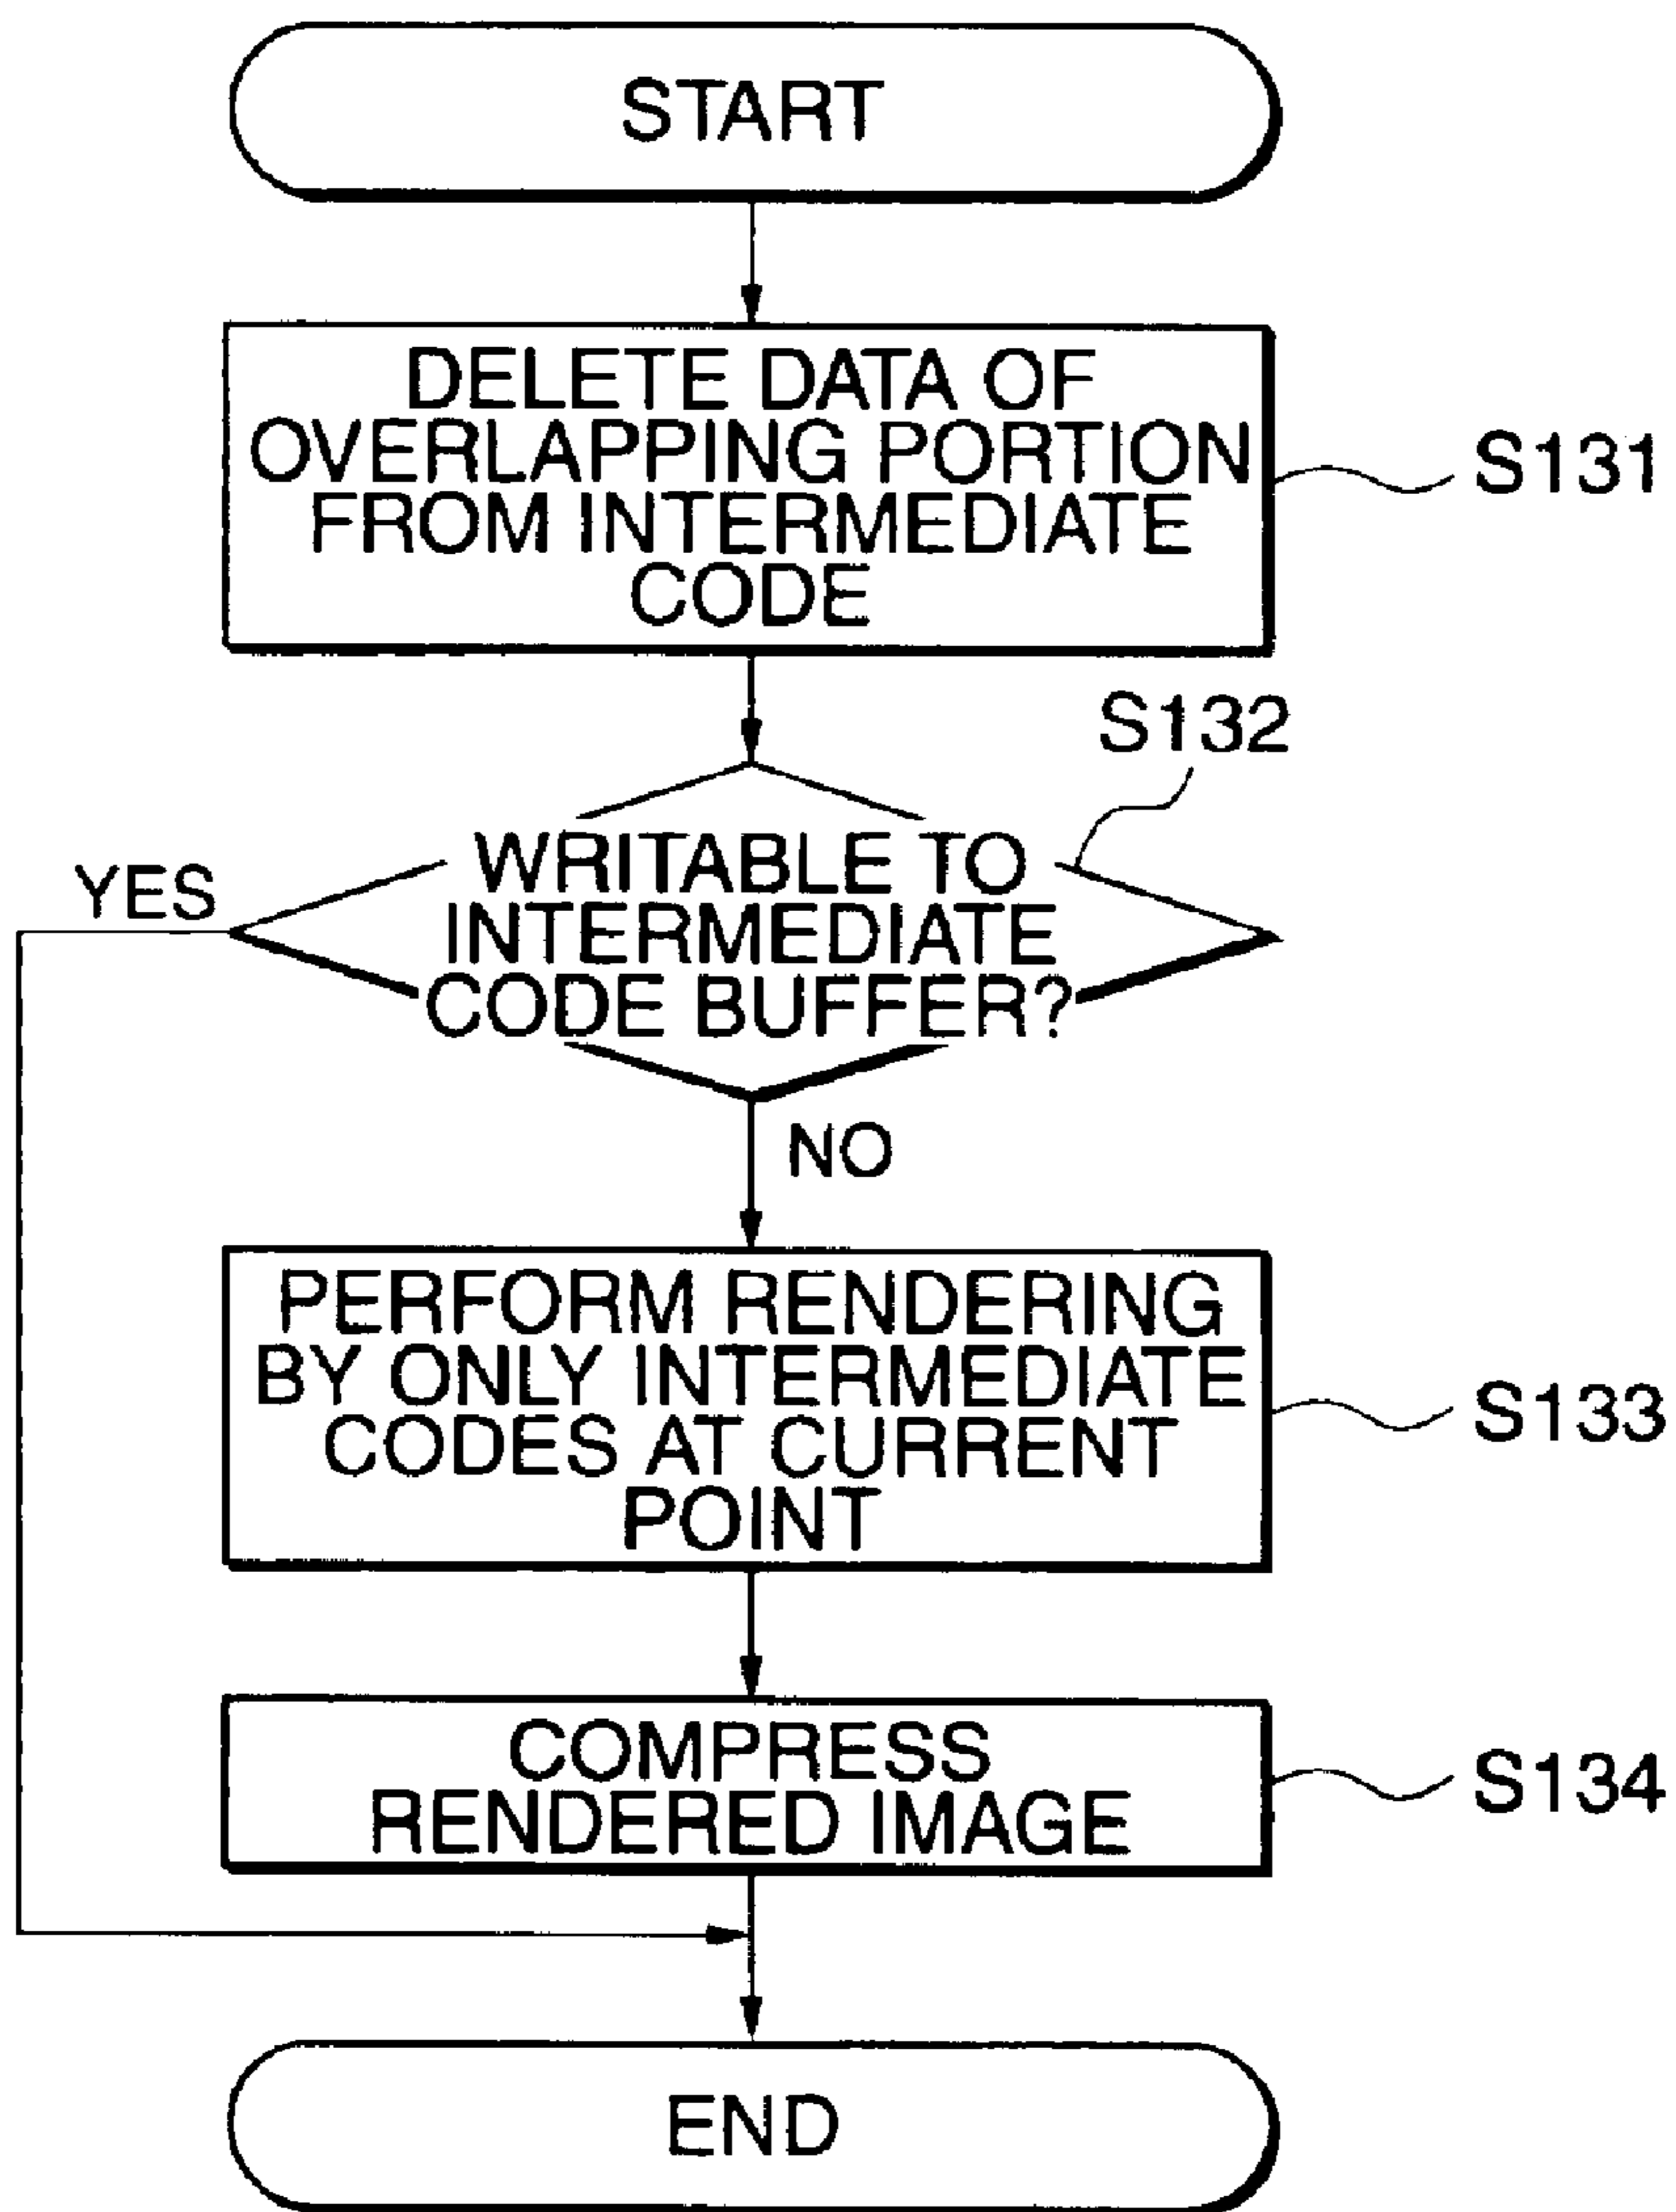 START
DELETE DATA OF
OVERLAPPING PORTION
FROM INTERMEDIATE
CODE
S131
S132
YES
WRITABLE TO
INTERMEDIATE
CODE BUFFER?
NO
PERFORM RENDERING
BY ONLY INTERMEDIATE
CODES AT CURRENT
POINT
S133
COMPRESS
RENDERED IMAGE
S134
END